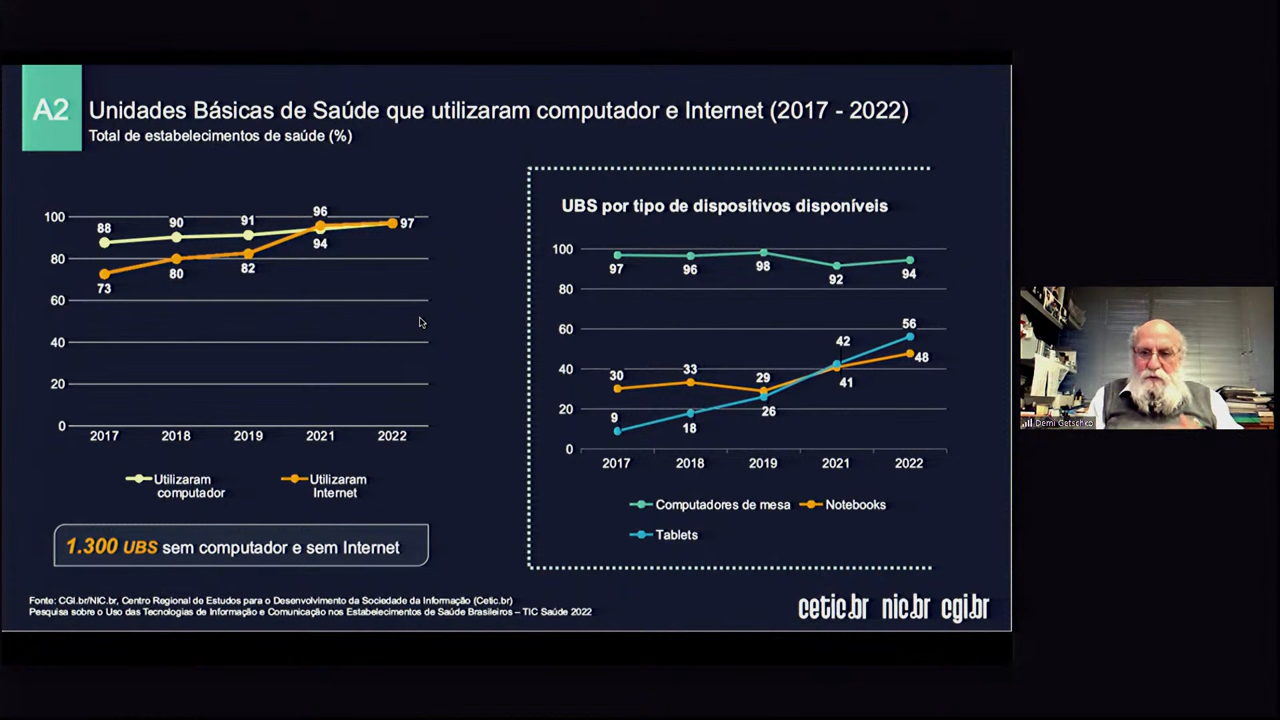 A2
Unidades Básicas de Saúde que utilizaram computador e Internet (2017 - 2022)
Total de estabelecimentos de saúde (%)
100
80
60
40
20
0
88
90
91
96
97
73
80
82
94
2017 2018 2019 2021 2022
Utilizaram
computador
Utilizaram
Internet
1.300 UBS sem computador e sem Internet
UBS por tipo de dispositivos disponíveis
100
80
60
40
20
0
97
96
98
92
94
30
33
29
41
48
9
18
26
42
56
2017 2018 2019 2021 2022
Computadores de mesa
Notebooks
Tablets
Fonte: CGI.br/NIC.br, Centro Regional de Estudos para o Desenvolvimento da Sociedade da Informação (Cetic.br)
Pesquisa sobre o Uso das Tecnologias de Informação e Comunicação nos Estabelecimentos de Saúde Brasileiros – TIC Saúde 2022
cetic.br nic.br cgi.br
Demi Getschko